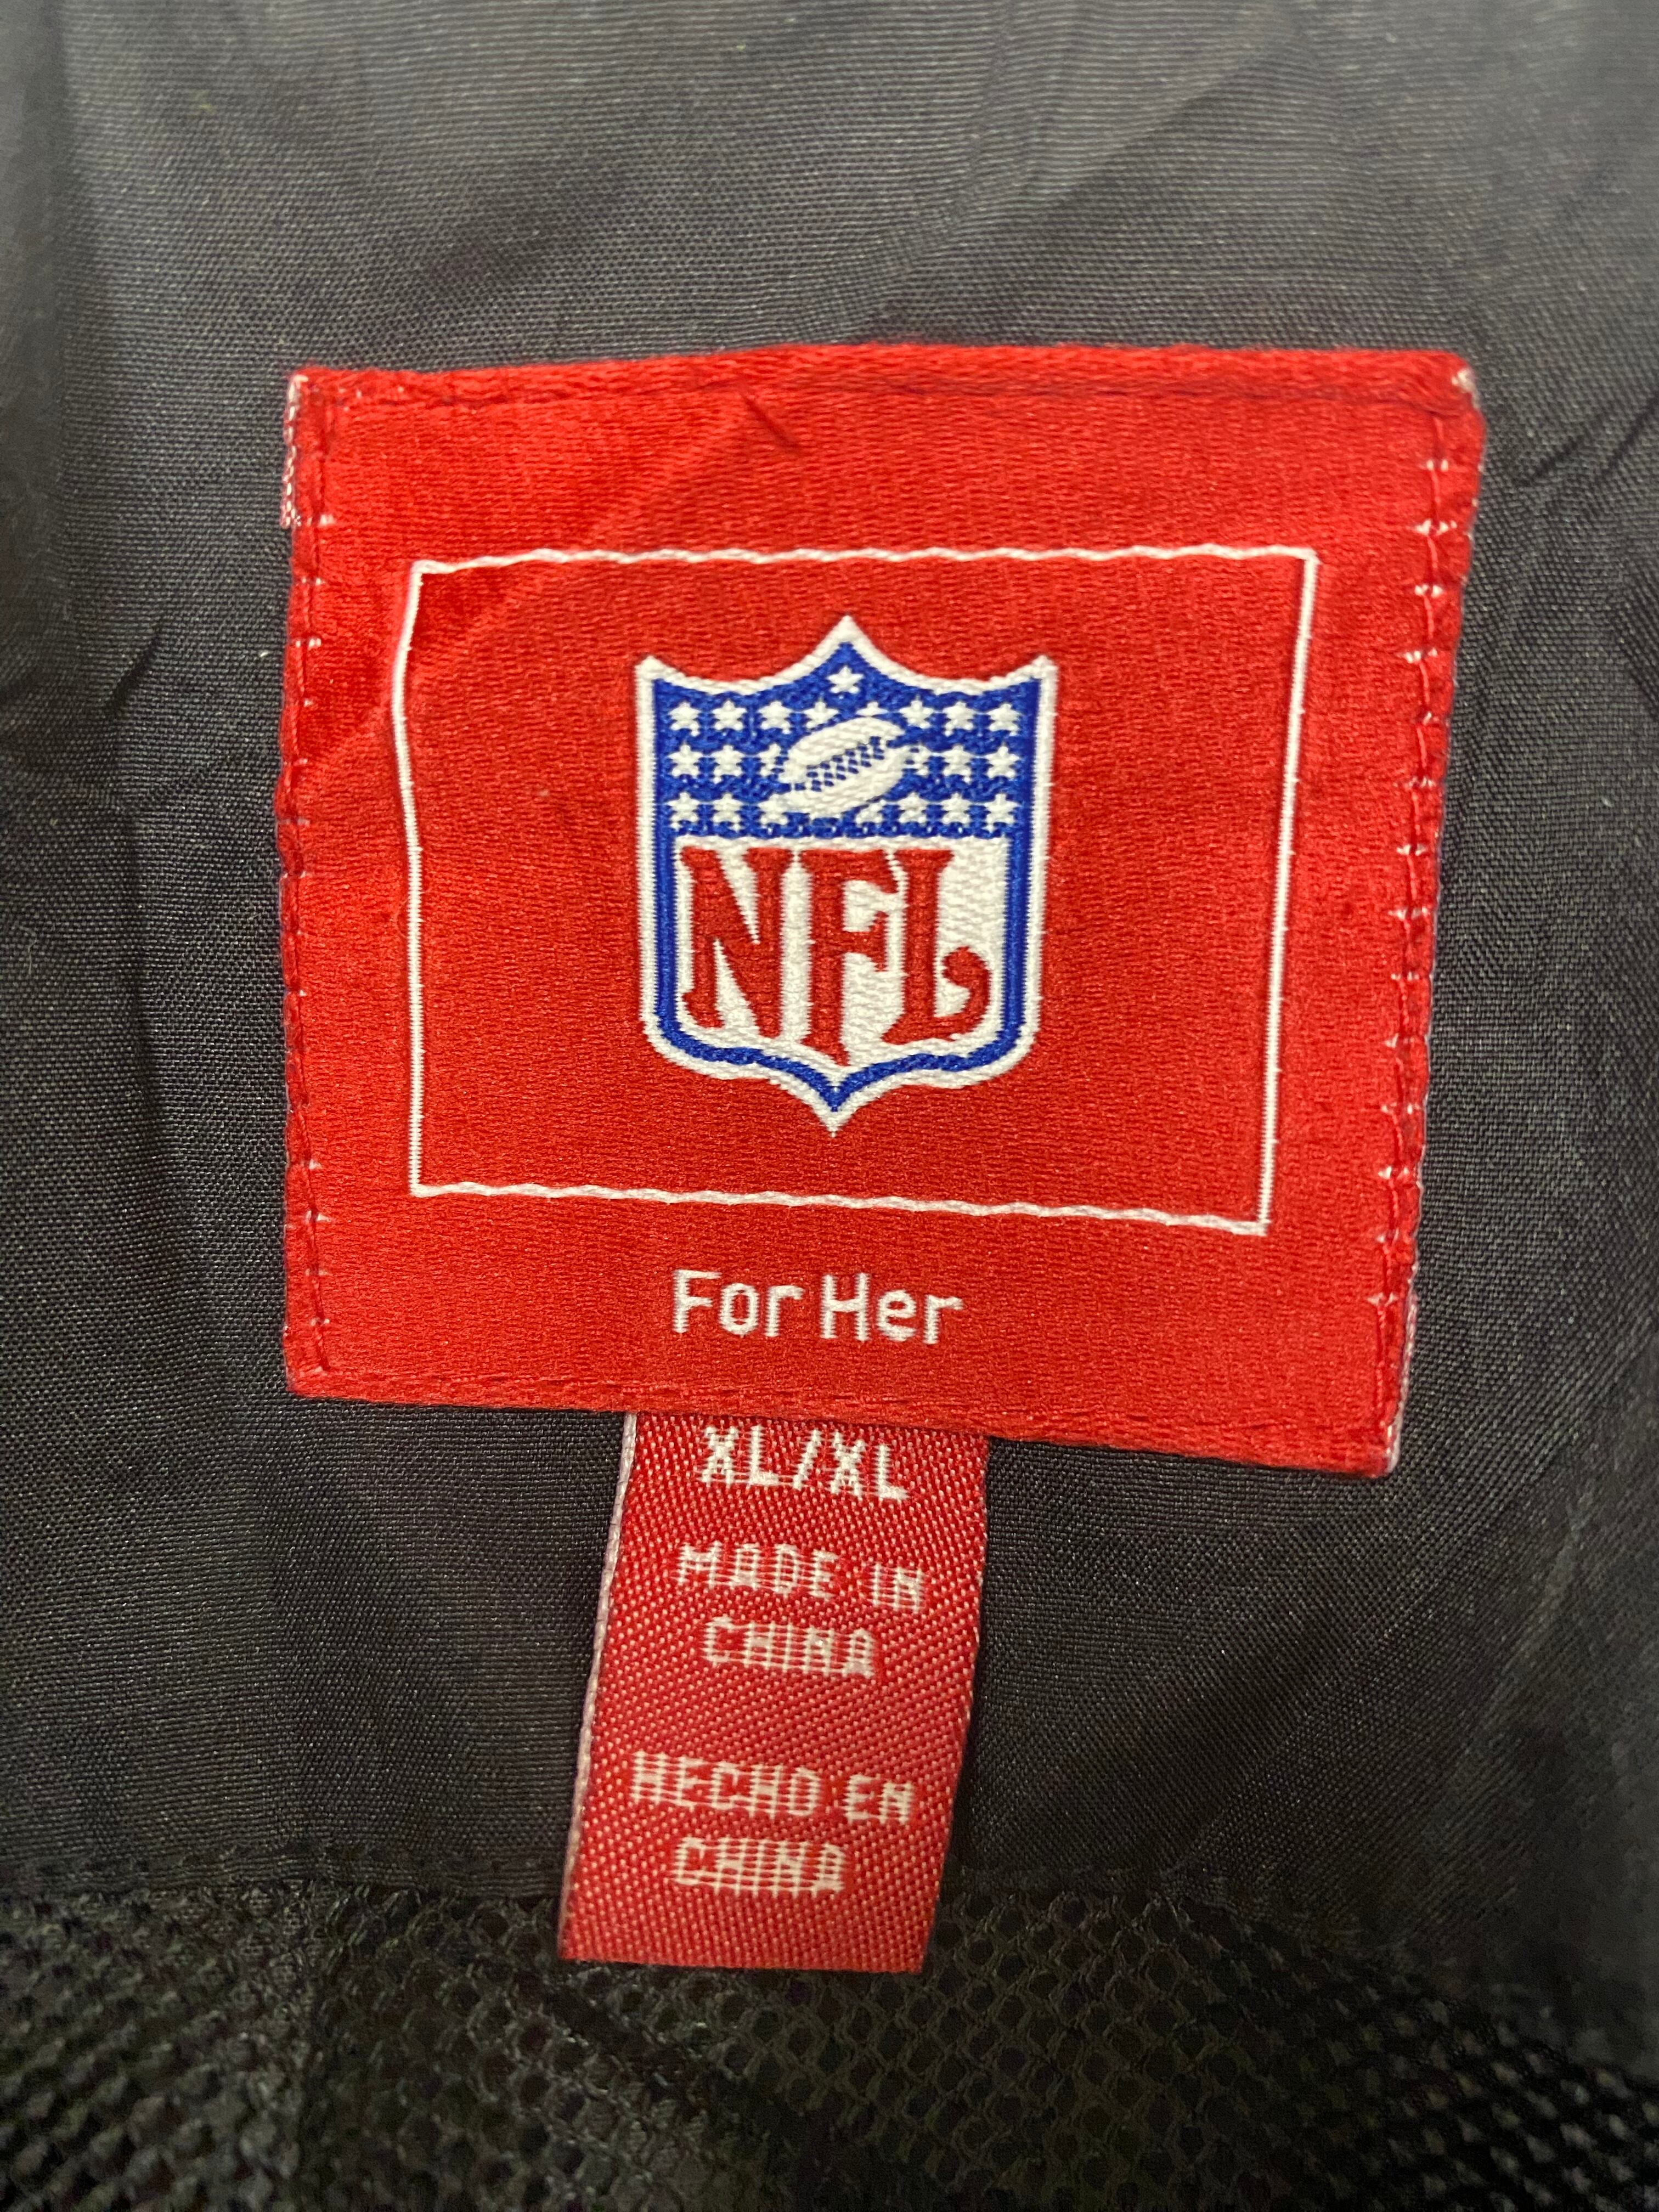 NFL
For Her
XL/XL
MADE IN
CHINA
HECHO EN
CHINA